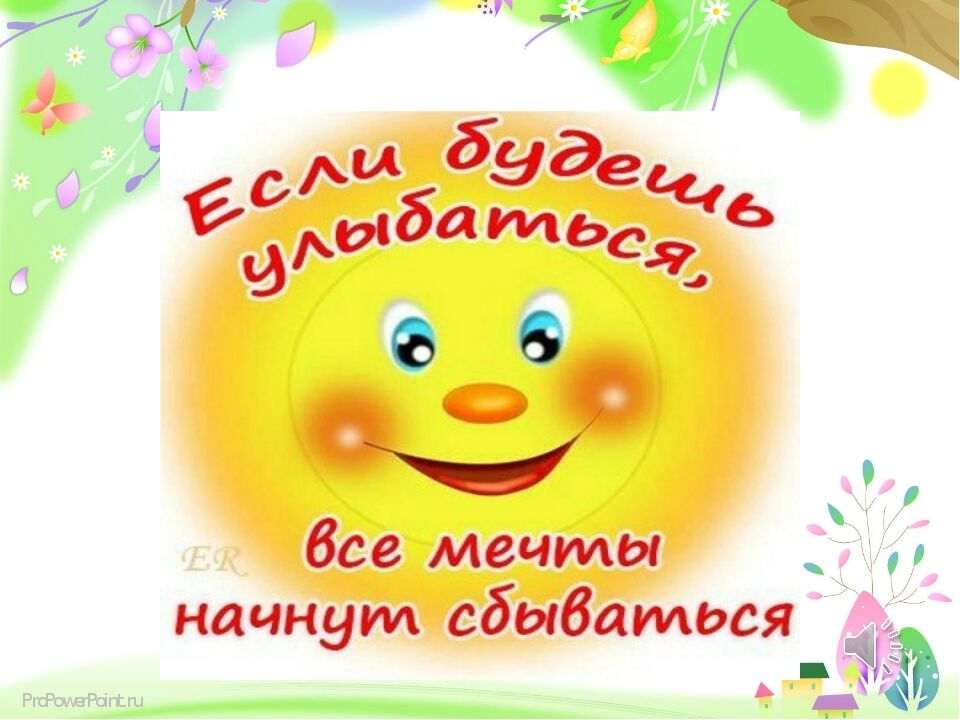 Если будешь
улыбаться,
все мечты
ER
начнут сбываться
ProPowerPoint.ru